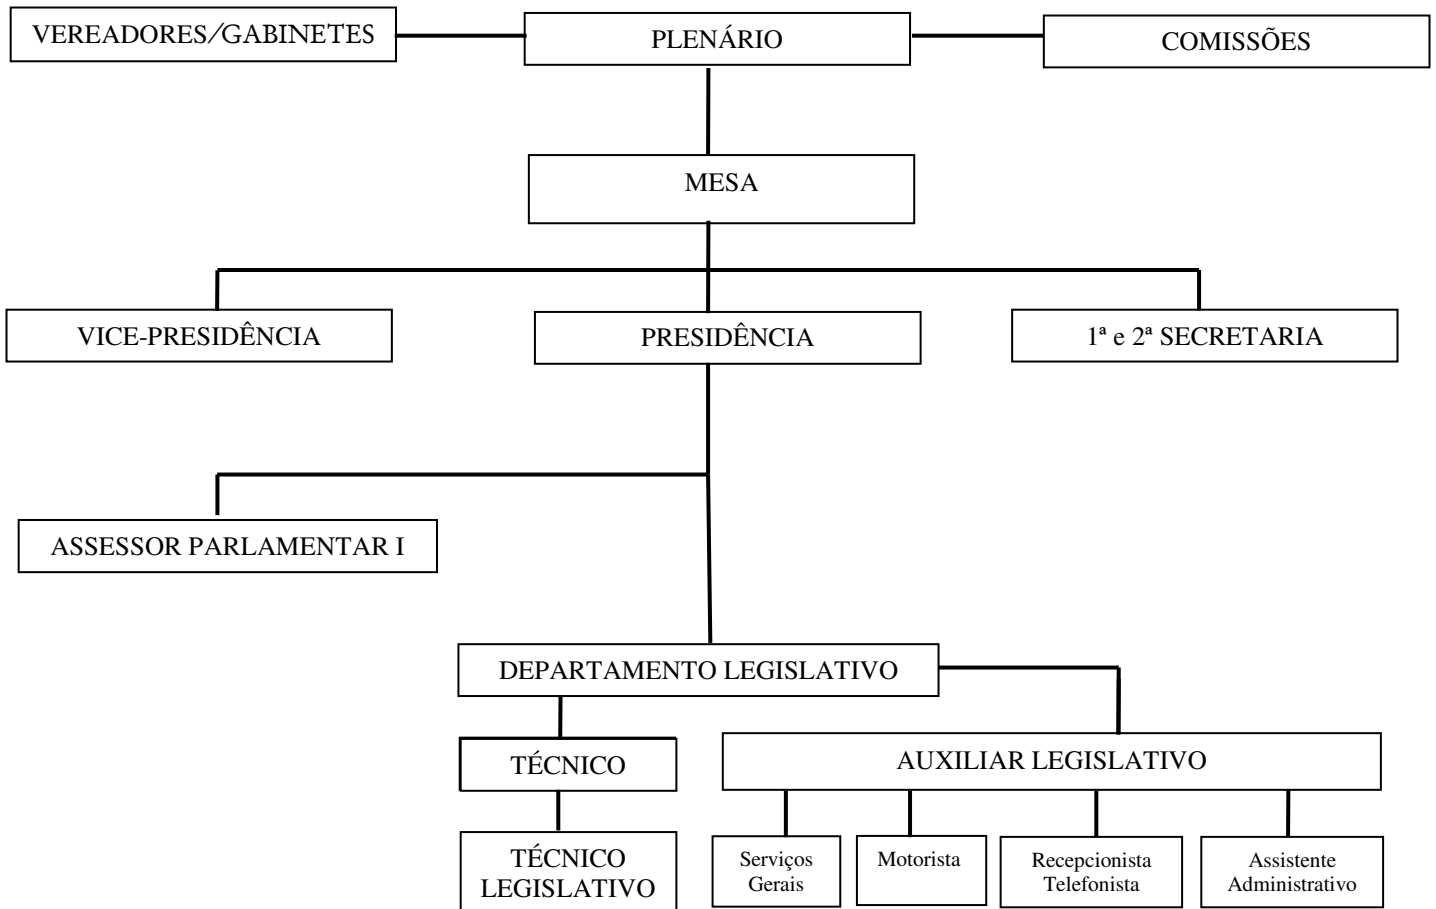 VEREADORES/GABINETES
PLENÁRIO
COMISSÕES
MESA
VICE-PRESIDÊNCIA
PRESIDÊNCIA
1ª e 2ª SECRETARIA
ASSESSOR PARLAMENTAR I
DEPARTAMENTO LEGISLATIVO
TÉCNICO
AUXILIAR LEGISLATIVO
TÉCNICO
LEGISLATIVO
Serviços
Gerais
Motorista
Recepcionista
Telefonista
Assistente
Administrativo